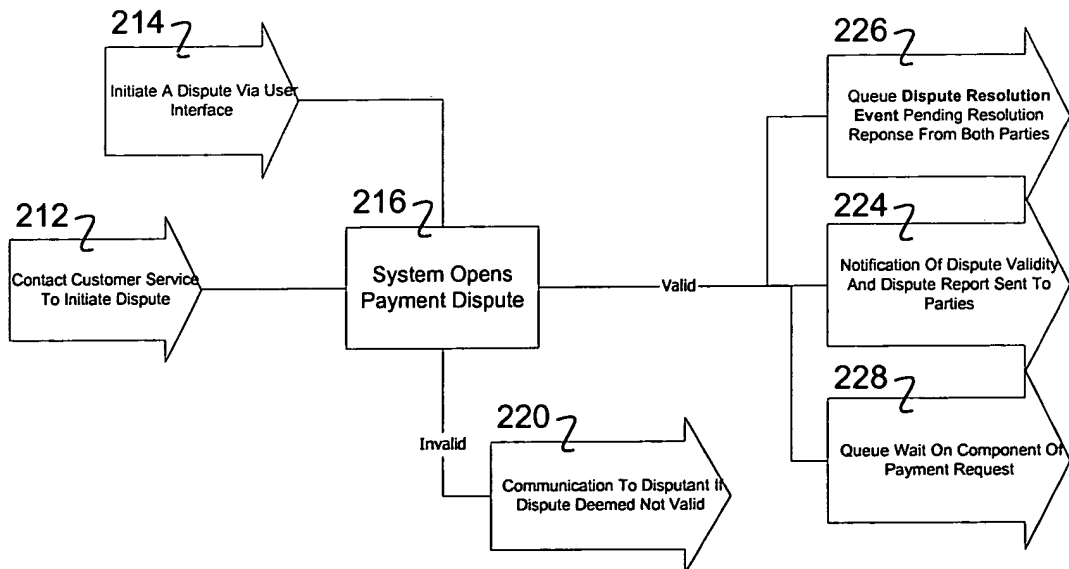 214
Initiate A Dispute Via User
Interface
212
Contact Customer Service
To Initiate Dispute
216
System Opens
Payment Dispute
Valid
Invalid
220
Communication To Disputant If
Dispute Deemed Not Valid
226
Queue Dispute Resolution
Event Pending Resolution
Reponse From Both Parties
224
Notification Of Dispute Validity
And Dispute Report Sent To
Parties
228
Queue Wait On Component Of
Payment Request